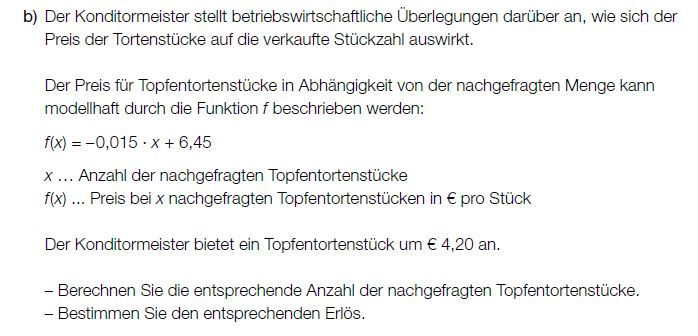 b) Der Konditormeister stellt betriebswirtschaftliche Überlegungen darüber an, wie sich der
Preis der Tortenstücke auf die verkaufte Stückzahl auswirkt.
Der Preis für Topfentortenstücke in Abhängigkeit von der nachgefragten Menge kann
modellhaft durch die Funktion f beschrieben werden:
f(x) = −0,015 · x + 6,45
x … Anzahl der nachgefragten Topfentortenstücke
f(x) ... Preis bei x nachgefragten Topfentortenstücken in € pro Stück
Der Konditormeister bietet ein Topfentortenstück um € 4,20 an.
– Berechnen Sie die entsprechende Anzahl der nachgefragten Topfentortenstücke.
– Bestimmen Sie den entsprechenden Erlös.